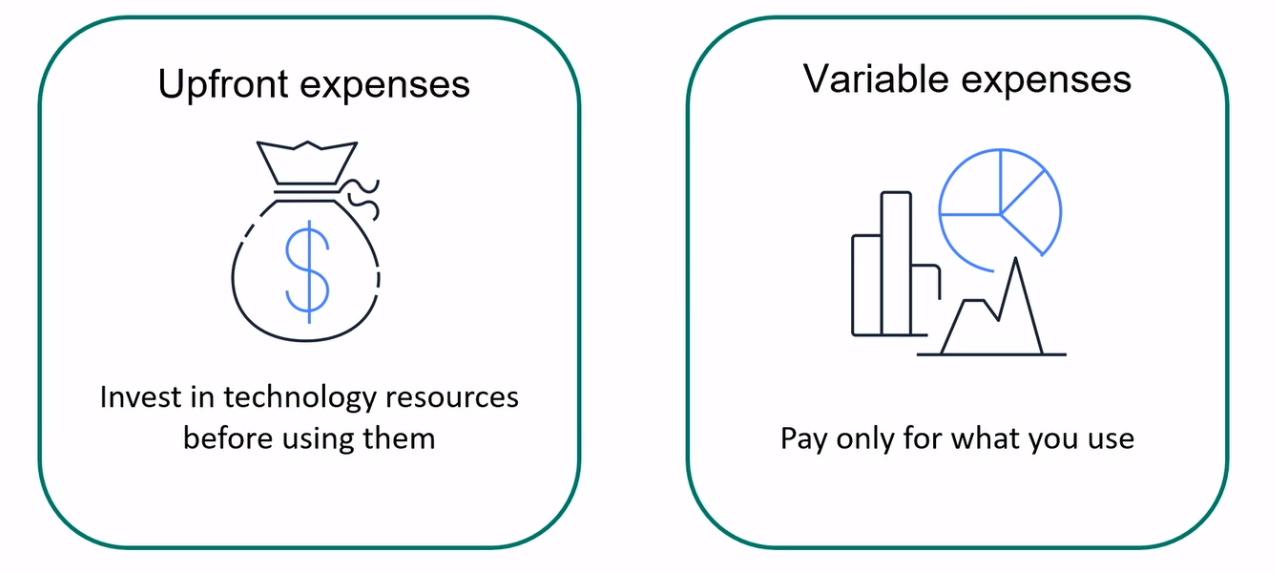 Upfront expenses
$
Invest in technology resources
before using them
Variable expenses
Pay only for what you use